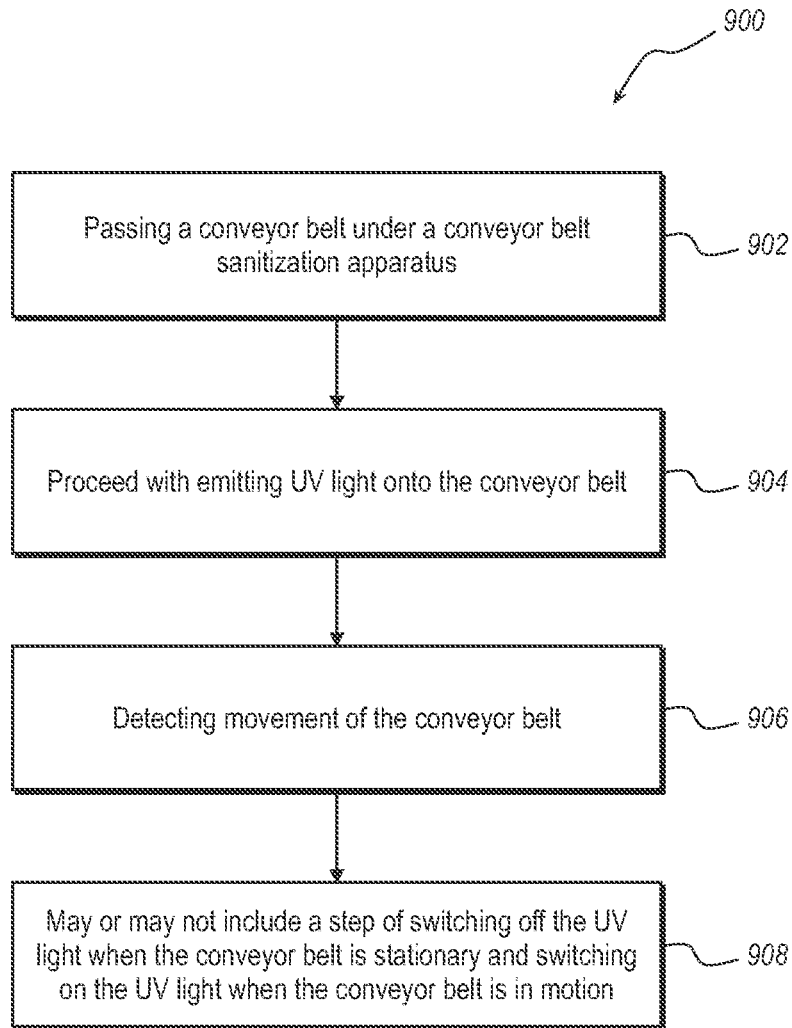 900
Passing a conveyor belt under a conveyor belt
sanitization apparatus
902
Proceed with emitting UV light onto the conveyor belt
904
Detecting movement of the conveyor belt
906
May or may not include a step of switching off the UV
light when the conveyor belt is stationary and switching
on the UV light when the conveyor belt is in motion
908